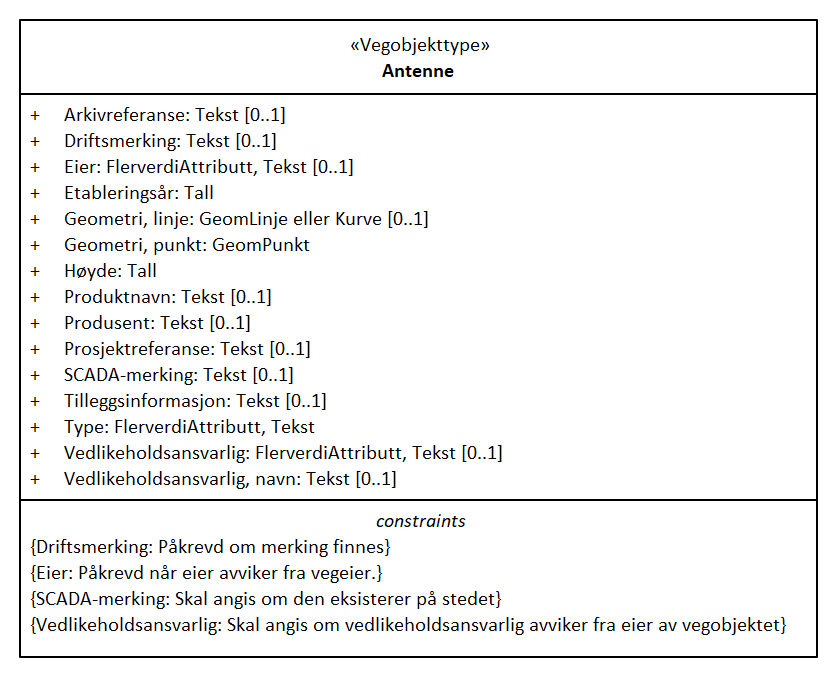 «Vegobjekttype»
Antenne
+ Arkivreferanse: Tekst [0..1]
+ Driftsmerking: Tekst [0..1]
+ Eier: FlerverdiAttributt, Tekst [0..1]
+ Etableringsår: Tall
+ Geometri, linje: GeomLinje eller Kurve [0..1]
+ Geometri, punkt: GeomPunkt
+ Høyde: Tall
+ Produktnavn: Tekst [0..1]
+ Produsent: Tekst [0..1]
+ Prosjektreferanse: Tekst [0..1]
+ SCADA-merking: Tekst [0..1]
+ Tilleggsinformasjon: Tekst [0..1]
+ Type: FlerverdiAttributt, Tekst
+ Vedlikeholdsansvarlig: FlerverdiAttributt, Tekst [0..1]
+ Vedlikeholdsansvarlig, navn: Tekst [0..1]
constraints
{Driftsmerking: Påkrevd om merking finnes}
{Eier: Påkrevd når eier avviker fra vegeier.}
{SCADA-merking: Skal angis om den eksisterer på stedet}
{Vedlikeholdsansvarlig: Skal angis om vedlikeholdsansvarlig avviker fra eier av vegobjektet}